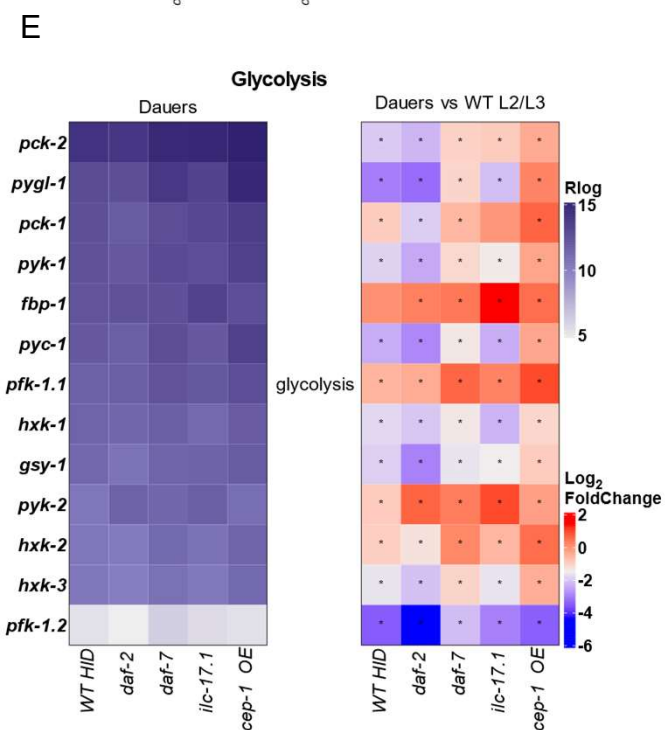 E
Glycolysis
Dauers
Dauers vs WT L2/L3
pck-2
pygl-1
pck-1
pyk-1
fbp-1
pyc-1
pfk-1.1
hxk-1
gsy-1
pyk-2
hxk-2
hxk-3
pfk-1.2
glycolysis
WT HID
daf-2
daf-7
ilc-17.1
cep-1 OE
WT HID
daf-2
daf-7
ilc-17.1
cep-1 OE
Rlog
15
10
5
Log2
FoldChange
2
0
-2
-4
-6